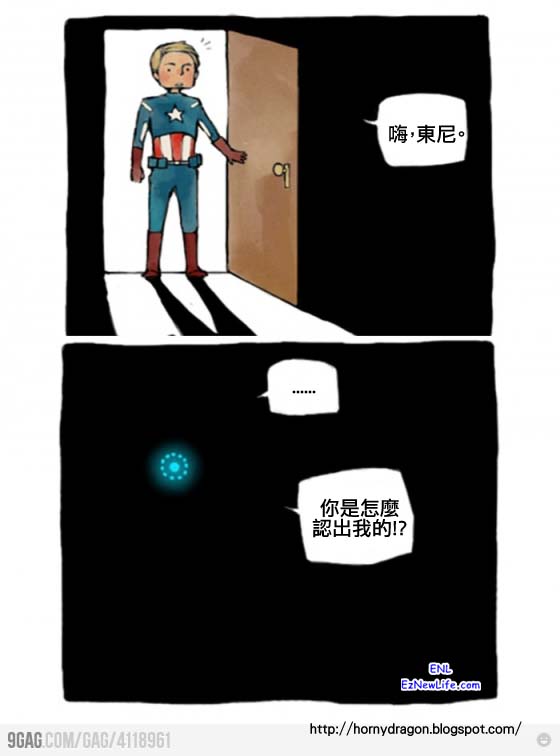 嗨,東尼。
......
你是怎麼
認出我的!?
ENL
EzNewLife.com
9GAG.COM/GAG/4118961
http://hornydragon.blogspot.com/